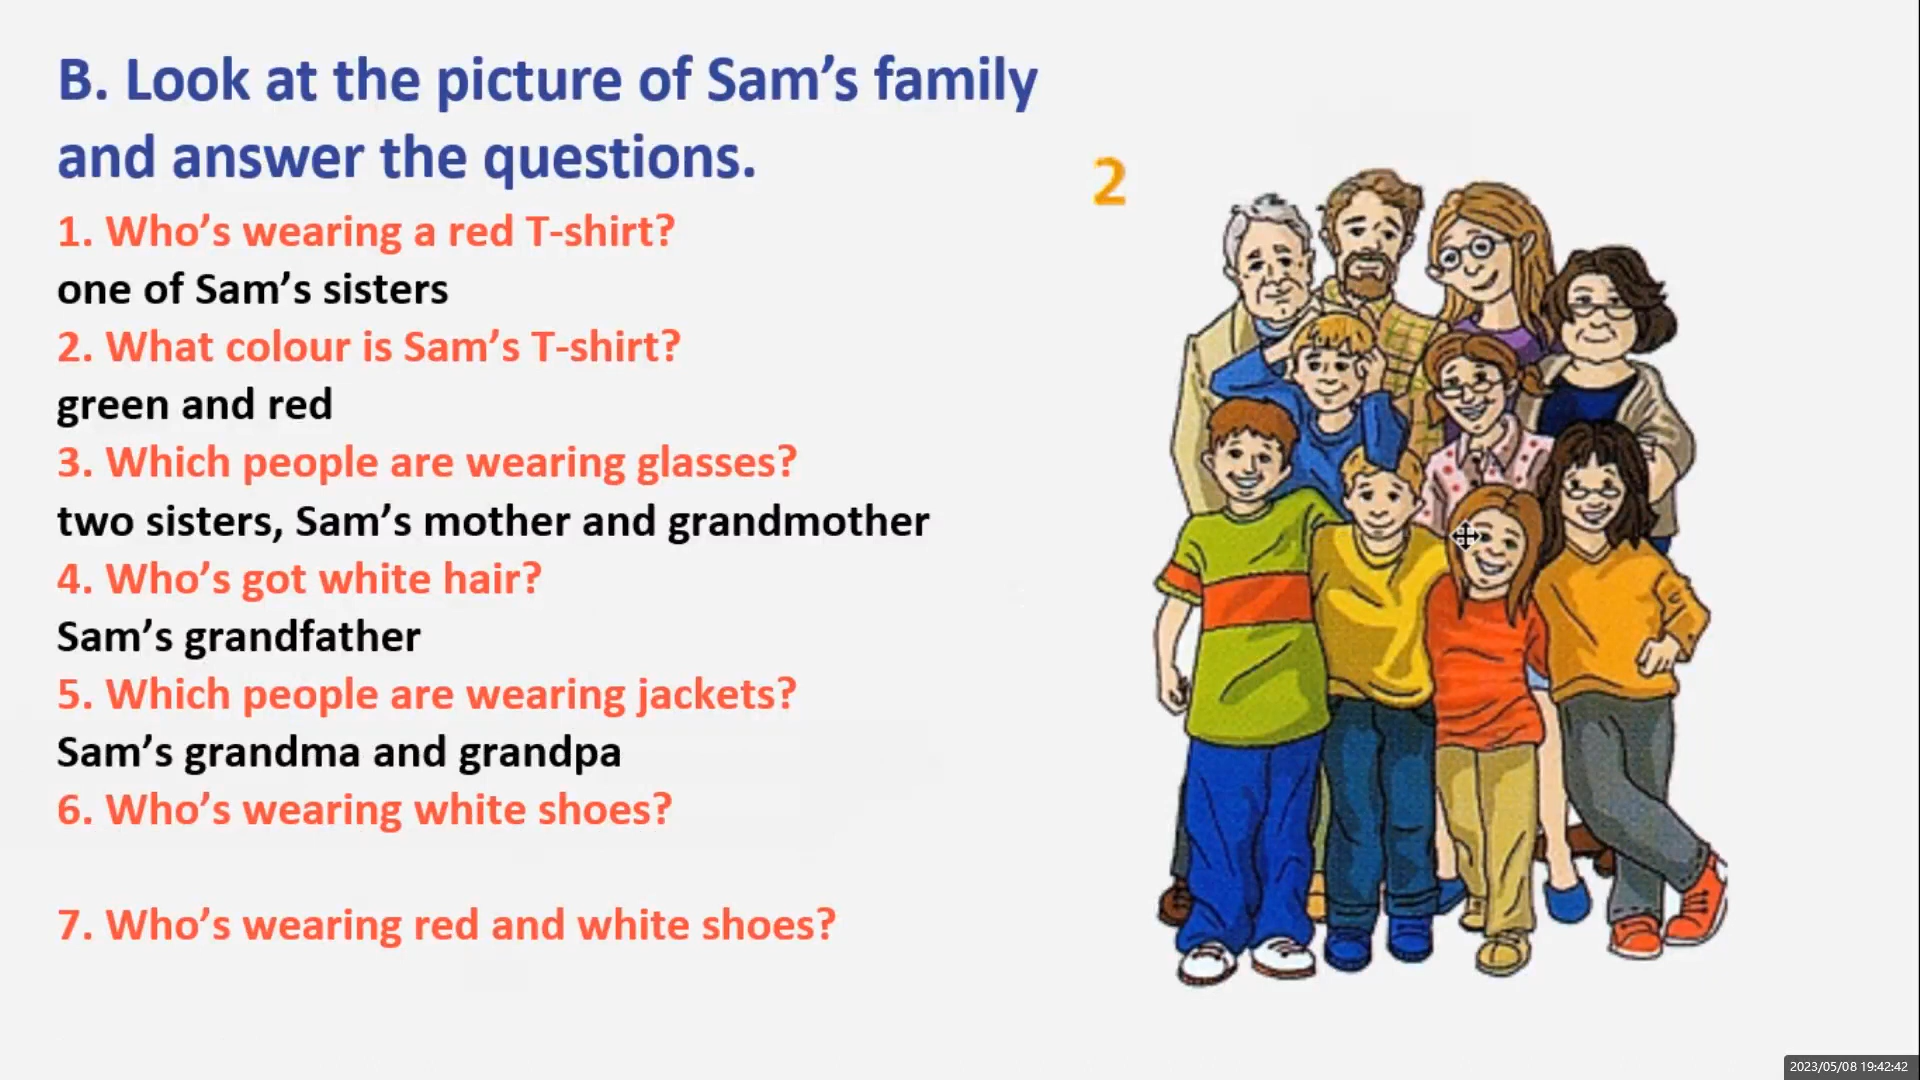 B. Look at the picture of Sam’s family
and answer the questions.
1. Who’s wearing a red T-shirt?
one of Sam’s sisters
2. What colour is Sam’s T-shirt?
green and red
3. Which people are wearing glasses?
two sisters, Sam’s mother and grandmother
4. Who’s got white hair?
Sam’s grandfather
5. Which people are wearing jackets?
Sam’s grandma and grandpa
6. Who’s wearing white shoes?
7. Who’s wearing red and white shoes?
2
2023/05/08 19:42:42